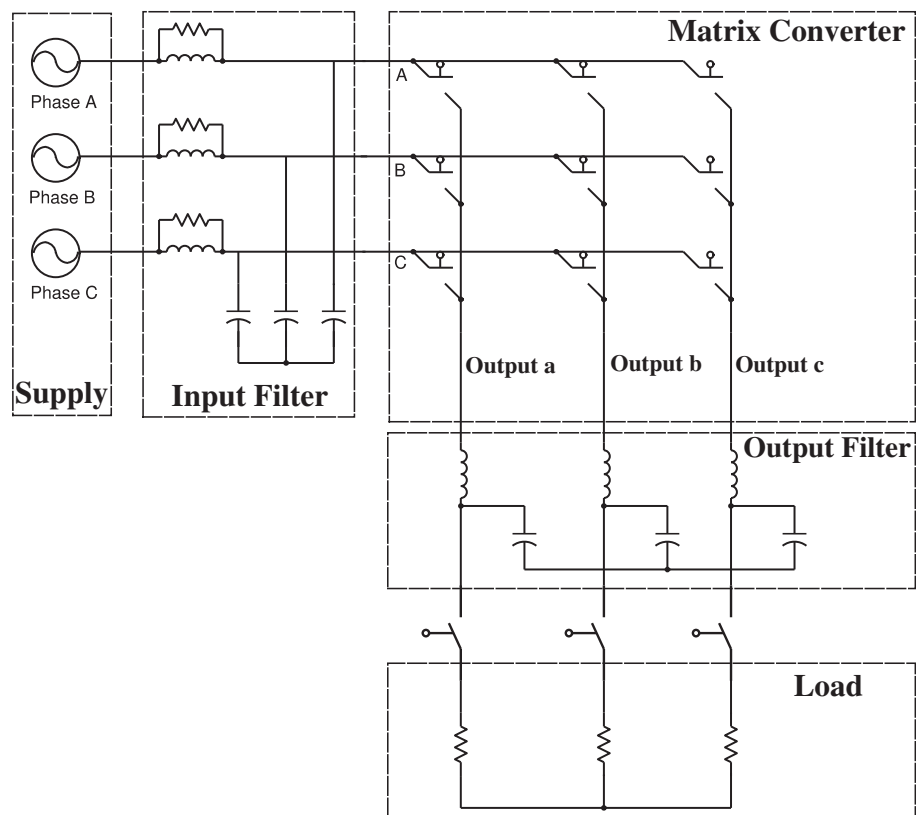 Matrix Converter
Phase A
A
Phase B
B
Phase C
C
Output a
Output b
Output c
Supply
Input Filter
Output Filter
Load